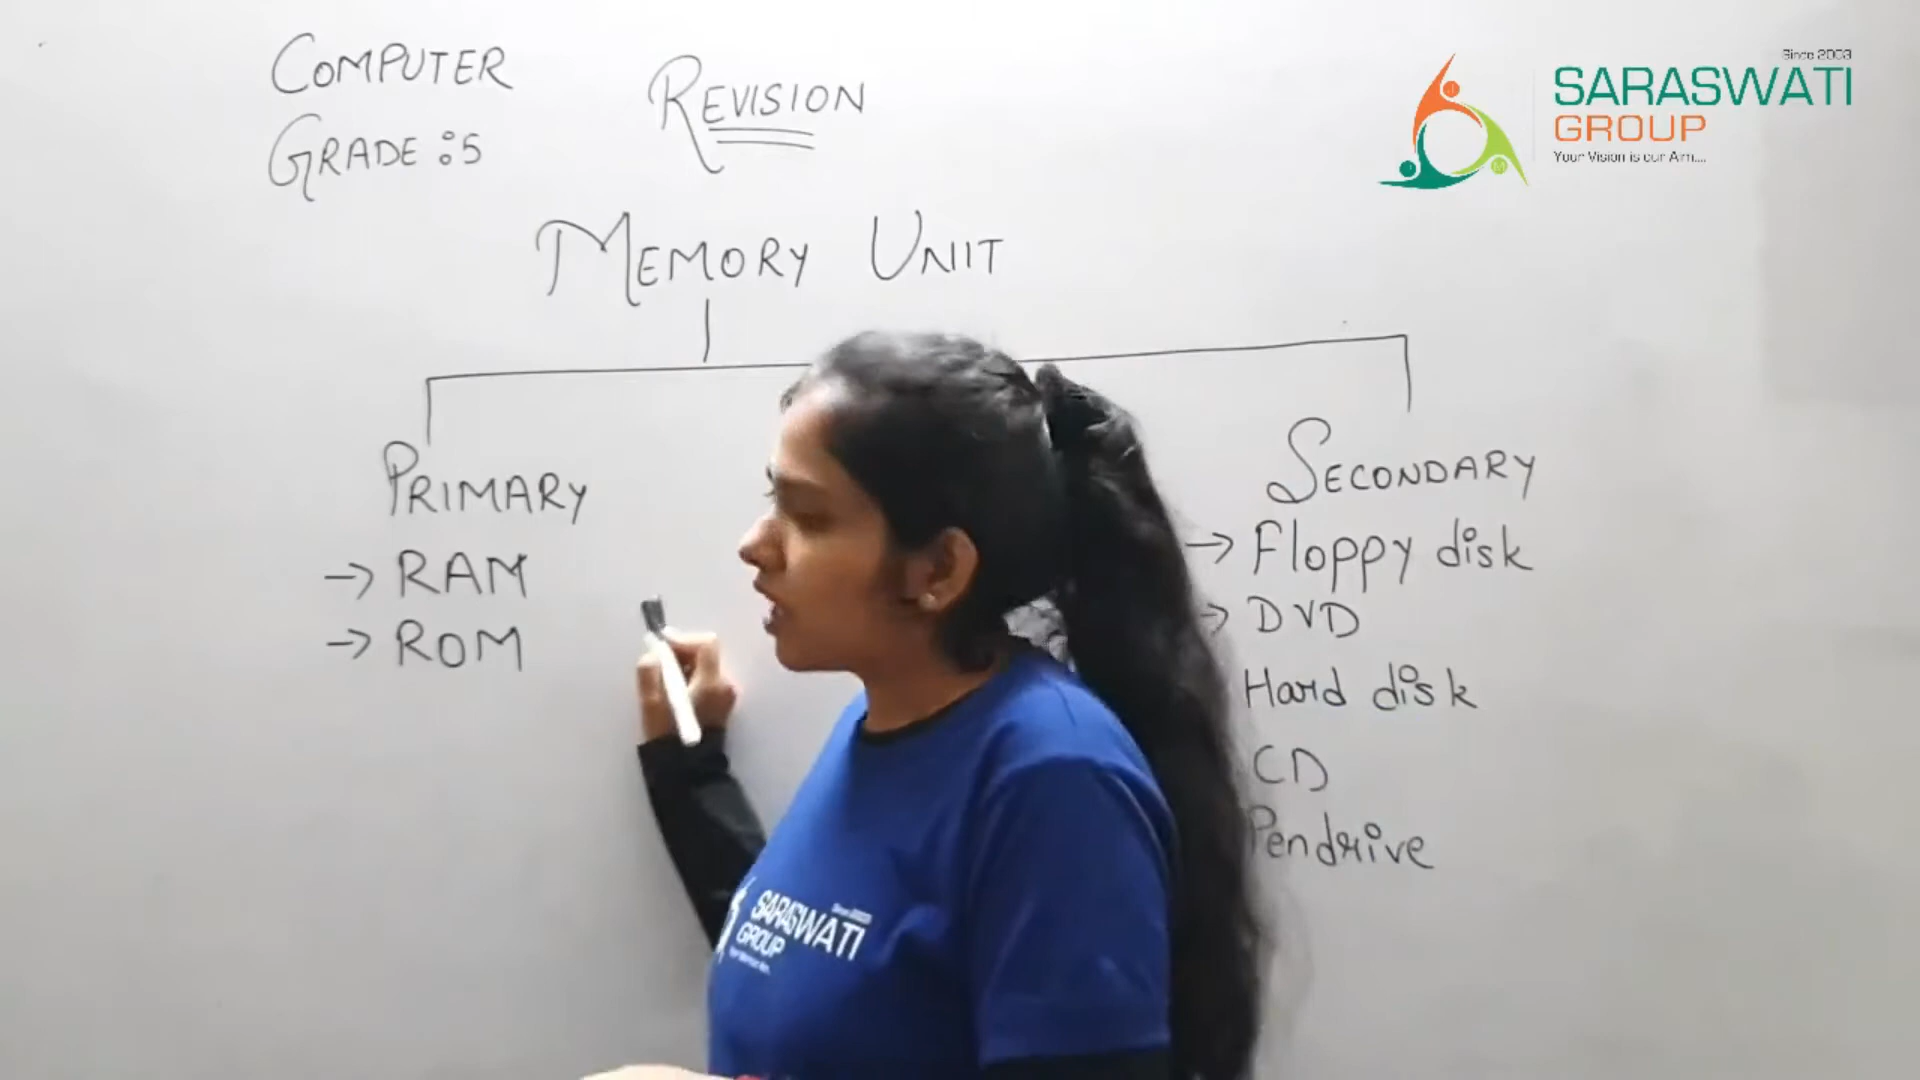 COMPUTER
GRADE : 5
REVISION
Since 2003
SARASWATI
GROUP
Your Vision is our Aim....
MEMORY UNIT
PRIMARY
→ RAM
→ ROM
SECONDARY
→ Floppy disk
→ DVD
Hard disk
CD
Pendrive
SARASWATI
GROUP